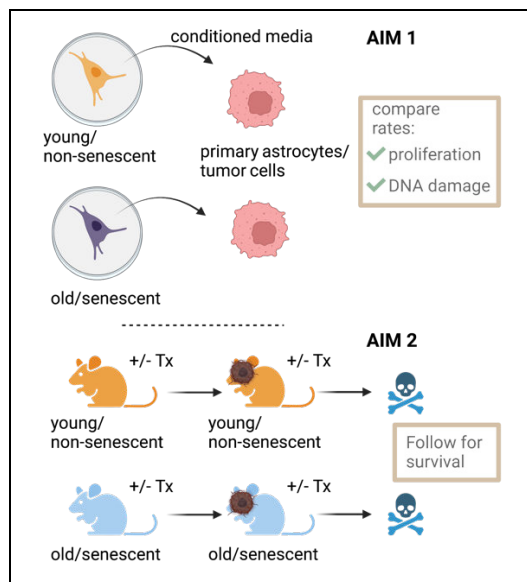 conditioned media
AIM 1
young/
non-senescent
primary astrocytes/
tumor cells
compare
rates:
proliferation
DNA damage
old/senescent
AIM 2
+/- Tx
+/- Tx
young/
non-senescent
young/
non-senescent
Follow for
survival
+/- Tx
+/- Tx
old/senescent
old/senescent